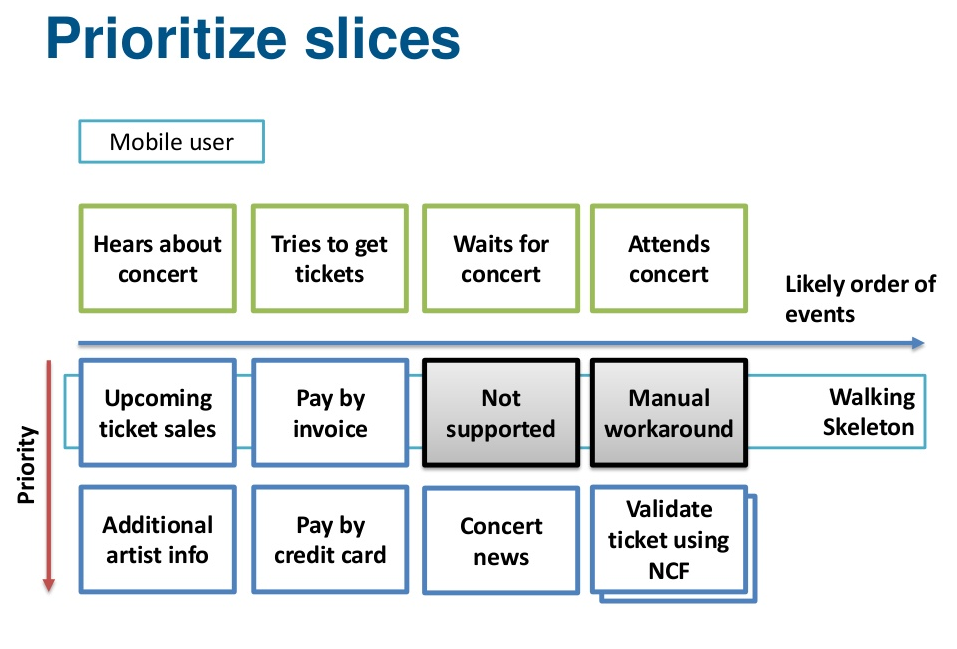 Prioritize slices
Mobile user
Hears about
concert
Tries to get
tickets
Waits for
concert
Attends
concert
Likely order of
events
Priority
Upcoming
ticket sales
Pay by
invoice
Not
supported
Manual
workaround
Walking
Skeleton
Additional
artist info
Pay by
credit card
Concert
news
Validate
ticket using
NCF